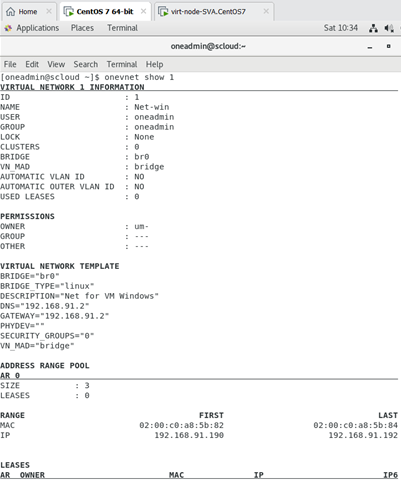 Home CentOS 7 64-bit virt-node-SVA.CentOS7
Applications Places Terminal Sat 10:34
oneadmin@scloud:~
File Edit View Search Terminal Help
[oneadmin@scloud ~]$ onevnet show 1
VIRTUAL NETWORK 1 INFORMATION
ID : 1
NAME : Net-win
USER : oneadmin
GROUP : oneadmin
LOCK : None
CLUSTERS : 0
BRIDGE : br0
VN_MAD : bridge
AUTOMATIC VLAN ID : NO
AUTOMATIC OUTER VLAN ID : NO
USED LEASES : 0
PERMISSIONS
OWNER : um-
GROUP : ---
OTHER : ---
VIRTUAL NETWORK TEMPLATE
BRIDGE="br0"
BRIDGE_TYPE="linux"
DESCRIPTION="Net for VM Windows"
DNS="192.168.91.2"
GATEWAY="192.168.91.2"
PHYDEV=""
SECURITY_GROUPS="0"
VN_MAD="bridge"
ADDRESS RANGE POOL
AR 0
SIZE : 3
LEASES : 0
RANGE FIRST LAST
MAC 02:00:c0:a8:5b:82 02:00:c0:a8:5b:84
IP 192.168.91.190 192.168.91.192
LEASES
AR OWNER MAC IP IP6